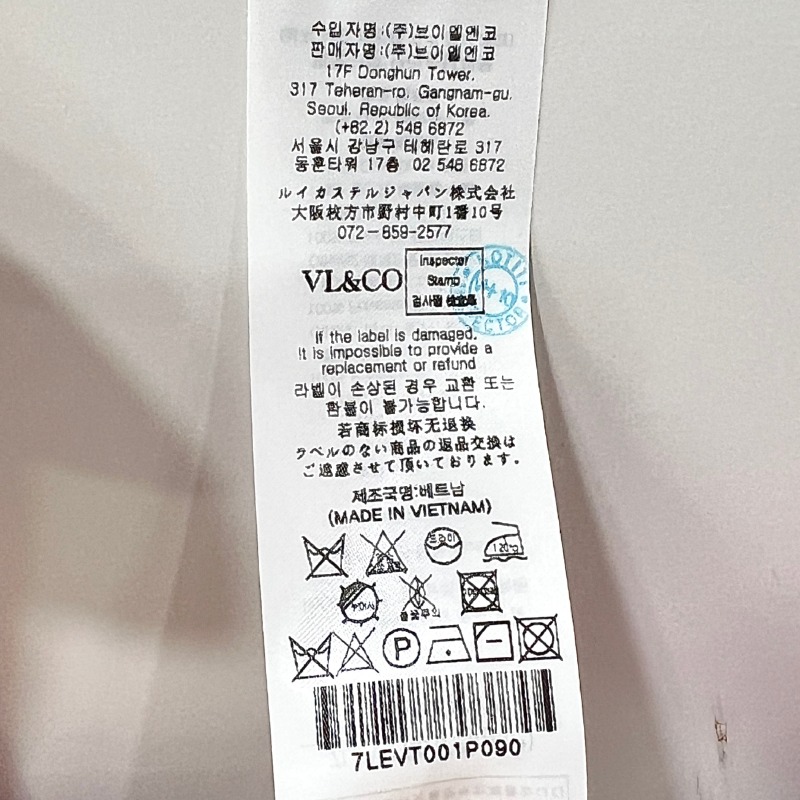 수입자명:(주)브이엘엔코
판매자명:(주)브이엘엔코
17F Donghun Tower,
317 Teheran-ro, Gangnam-gu,
Seoul, Republic of Korea.
(+82.2) 548 6872
서울시 강남구 테헤란로 317
동훈타워 17층 02 548 6872
ルイカステルジャパン株式会社
大阪枚方市野村中町1番10号
072-859-2577
VL&CO
Inspecter
Stamp
If the label is damaged,
it is impossible to provide a
replacement or refund
라벨이 손상된 경우 교환 또는
환불이 불가능합니다.
若商标损坏无退换
ラベルのない商品の返品交換は
ご遠慮させて頂いております。
제조국명:베트남
(MADE IN VIETNAM)
드라이
120
P
7LEVT001P090